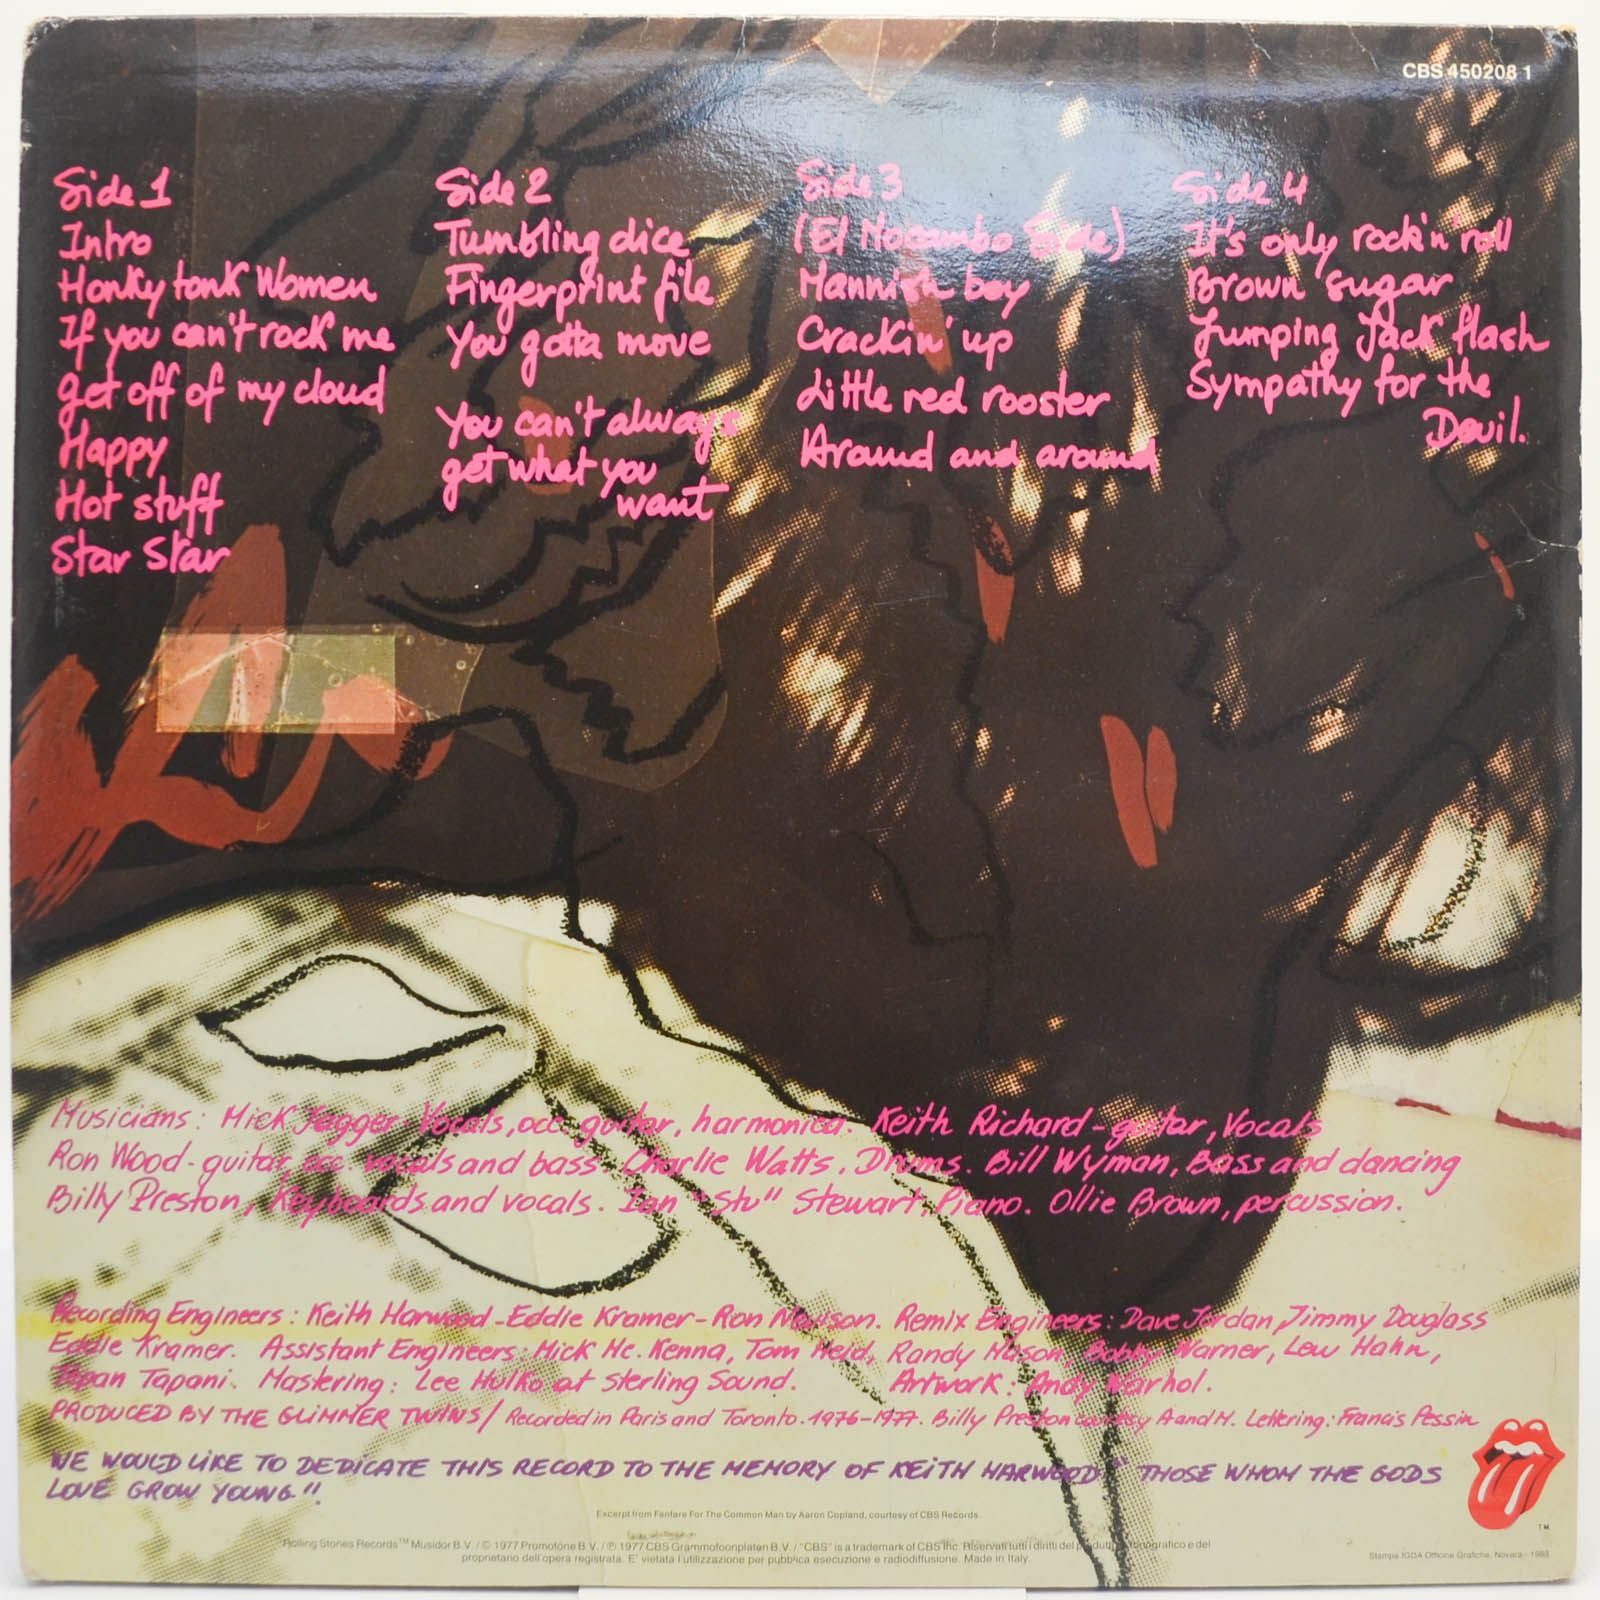 CBS 450208 1
Side 1
Intro
Honky tonk Women
If you can't rock me
get off of my cloud
Happy
Hot stuff
Star Star
Side 2
Tumbling dice
Fingerprint file
You gotta move
You can't always
get what you
want
Side 3
(El Mocambo Side)
Mannish boy
Crackin' up
Little red rooster
Around and around
Side 4
It's only rock'n'roll
Brown sugar
Jumping Jack flash
Sympathy for the
Devil.
Musicians: Mick Jagger-Vocals, occ. guitar, harmonica. Keith Richard-guitar, Vocals
Ron Wood-guitar, occ. vocals and bass. Charlie Watts. Drums. Bill Wyman, Bass and dancing
Billy Preston, Keyboards and vocals. Ian "Stu" Stewart, Piano. Ollie Brown, percussion.
Recording Engineers: Keith Harwood-Eddie Kramer-Ron Nevison. Remix Engineers: Dave Jordan, Jimmy Douglass
Eddie Kramer. Assistant Engineers: Mick Mc. Kenna, Tom Heid, Randy Mason, Bobby Warner, Lew Hahn,
Tapani. Mastering: Lee Hulko at Sterling Sound. Artwork: Andy Warhol.
PRODUCED BY THE GLIMMER TWINS/ Recorded in Paris and Toronto. 1976-1977. Billy Preston courtesy A and M. Lettering: Francis Pessin
WE WOULD LIKE TO DEDICATE THIS RECORD TO THE MEMORY OF KEITH HARWOOD " THOSE WHOM THE GODS
LOVE GROW YOUNG".
Excerpt from Fanfare For The Common Man by Aaron Copland, courtesy of CBS Records.
Rolling Stones Records™ Musidor B.V. / © 1977 Promotone B.V. / ℗ 1977 CBS Grammofoonplaten B.V. / "CBS" is a trademark of CBS Inc. Riservati tutti i diritti del produttore fonografico e del
proprietario dell'opera registrata. E' vietata l'utilizzazione per pubblica esecuzione e radiodiffusione. Made in Italy.
TM
Stampa IGDA Officine Grafiche, Novara - 1988